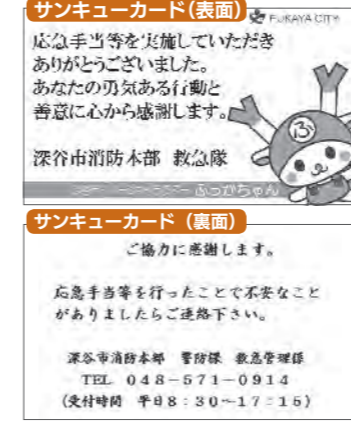 サンキューカード(表面)
FUKAYA CITY
応急手当等を実施していただき
ありがとうございました。
あなたの勇気ある行動と
善意に心から感謝します。
ふ
深谷市消防本部 救急隊
ふっかちゃん
サンキューカード(裏面)
ご協力に感謝します。
応急手当等を行ったことで不安なこと
がありましたらご連絡下さい。
深谷市消防本部 警防課 救急管理係
TEL 048-571-0914
(受付時間 平日8:30~17:15)